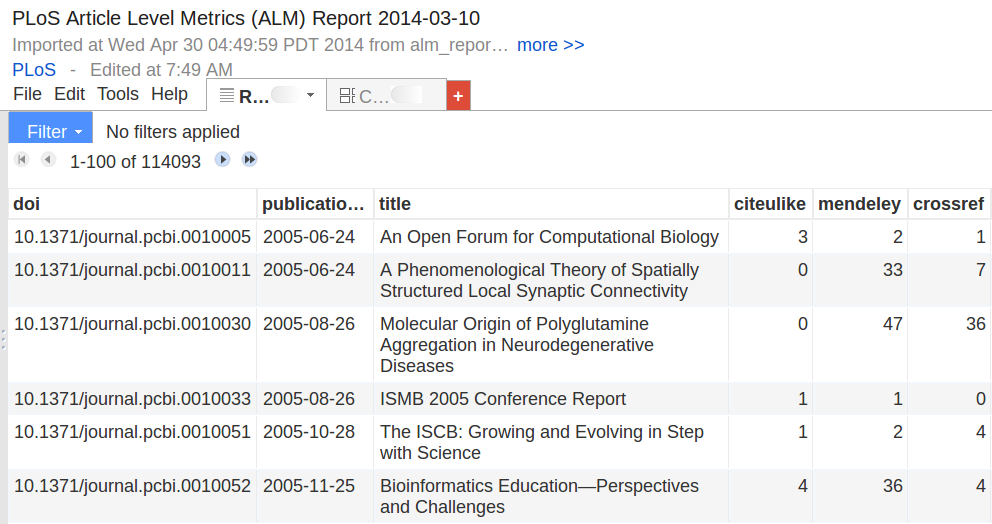 PLoS Article Level Metrics (ALM) Report 2014-03-10
Imported at Wed Apr 30 04:49:59 PDT 2014 from alm_repor… more >>
PLoS - Edited at 7:49 AM
File Edit Tools Help R... C... +
Filter No filters applied
1-100 of 114093
doi publicatio… title citeulike mendeley crossref
10.1371/journal.pcbi.0010005 2005-06-24 An Open Forum for Computational Biology 3 2 1
10.1371/journal.pcbi.0010011 2005-06-24 A Phenomenological Theory of Spatially 0 33 7
Structured Local Synaptic Connectivity
10.1371/journal.pcbi.0010030 2005-08-26 Molecular Origin of Polyglutamine 0 47 36
Aggregation in Neurodegenerative
Diseases
10.1371/journal.pcbi.0010033 2005-08-26 ISMB 2005 Conference Report 1 1 0
10.1371/journal.pcbi.0010051 2005-10-28 The ISCB: Growing and Evolving in Step 1 2 4
with Science
10.1371/journal.pcbi.0010052 2005-11-25 Bioinformatics Education—Perspectives 4 36 4
and Challenges